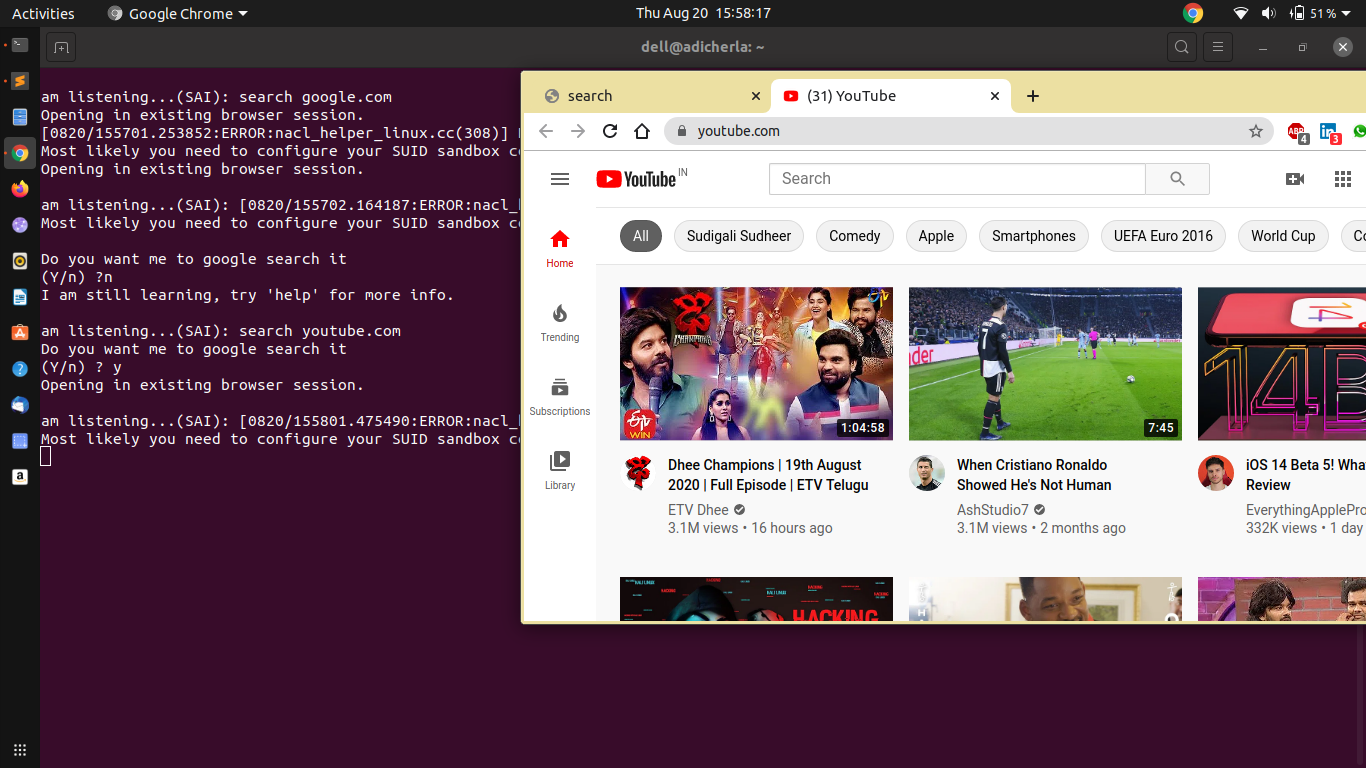 Activities
Google Chrome
Thu Aug 20 15:58:17
51 %
dell@adicherla: ~
am listening...(SAI): search google.com
Opening in existing browser session.
[0820/155701.253852:ERROR:nacl_helper_linux.cc(308)]
Most likely you need to configure your SUID sandbox
Opening in existing browser session.
am listening...(SAI): [0820/155702.164187:ERROR:nacl_
Most likely you need to configure your SUID sandbox
Do you want me to google search it
(Y/n) ?n
I am still learning, try 'help' for more info.
am listening...(SAI): search youtube.com
Do you want me to google search it
(Y/n) ? y
Opening in existing browser session.
am listening...(SAI): [0820/155801.475490:ERROR:nacl_
Most likely you need to configure your SUID sandbox
search
(31) YouTube
youtube.com
ABP
4
3
YouTube IN
Search
All
Sudigali Sudheer
Comedy
Apple
Smartphones
UEFA Euro 2016
World Cup
Home
Trending
Subscriptions
Library
CHAMPIONS
WIN
1:04:58
7:45
14B
Dhee Champions | 19th August
2020 | Full Episode | ETV Telugu
ETV Dhee
3.1M views • 16 hours ago
When Cristiano Ronaldo
Showed He's Not Human
AshStudio7
3.1M views • 2 months ago
iOS 14 Beta 5! Wha
Review
EverythingApplePro
332K views • 1 day
KALI LINUX
HACKING
HACKING